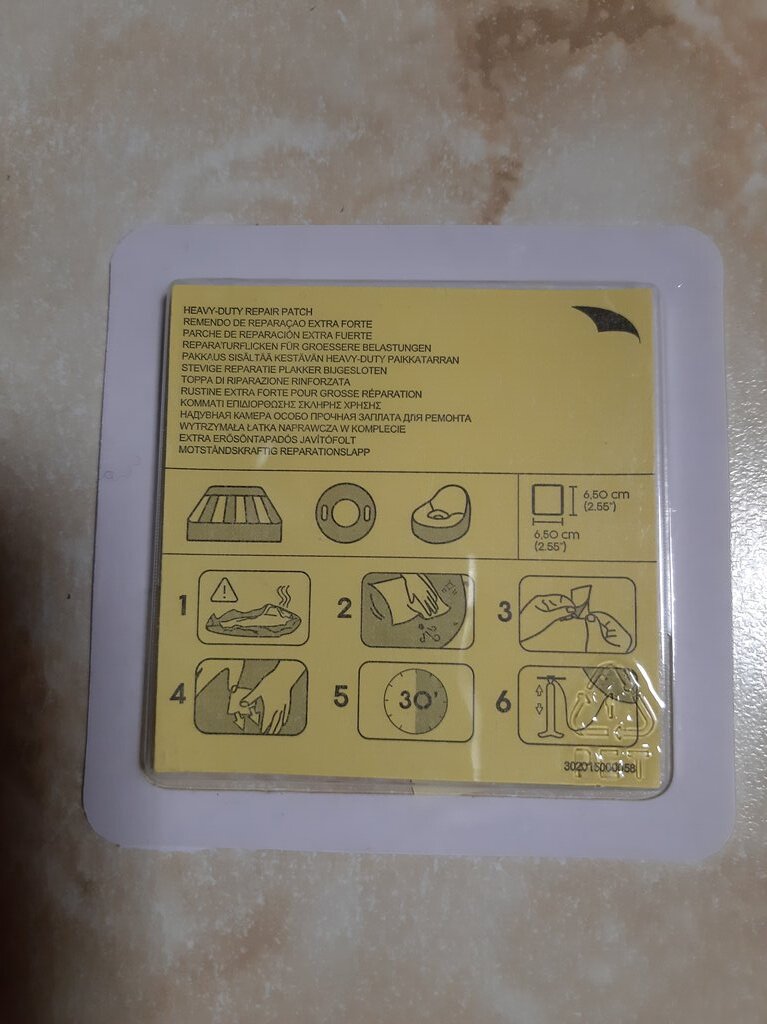 HEAVY-DUTY REPAIR PATCH
REMENDO DE REPARAÇAO EXTRA FORTE
PARCHE DE REPARACIÓN EXTRA FUERTE
REPARATURFLICKEN FÜR GROESSERE BELASTUNGEN
PAKKAUS SISÄLTÄÄ KESTÄVÄN HEAVY-DUTY PAIKKATARRAN
STEVIGE REPARATIE PLAKKER BIJGESLOTEN
TOPPA DI RIPARAZIONE RINFORZATA
RUSTINE EXTRA FORTE POUR GROSSE RÉPARATION
KOMMATI ΕΠΙΔΙΟΡΘΩΣΗΣ ΣΚΛΗΡΗΣ ΧΡΗΣΗΣ
НАДУВНАЯ КАМЕРА ОСОБО ПРОЧНАЯ ЗАПЛАТА ДЛЯ РЕМОНТА
WYTRZYMAŁA ŁATKA NAPRAWCZA W KOMPLECIE
EXTRA ERŐSÖNTAPADÓS JAVÍTÓFOLT
MOTSTÅNDSKRAFTIG REPARATIONSLAPP
6,50 cm
(2.55")
6,50 cm
(2.55")
1
2
3
4
5
30'
6
PET